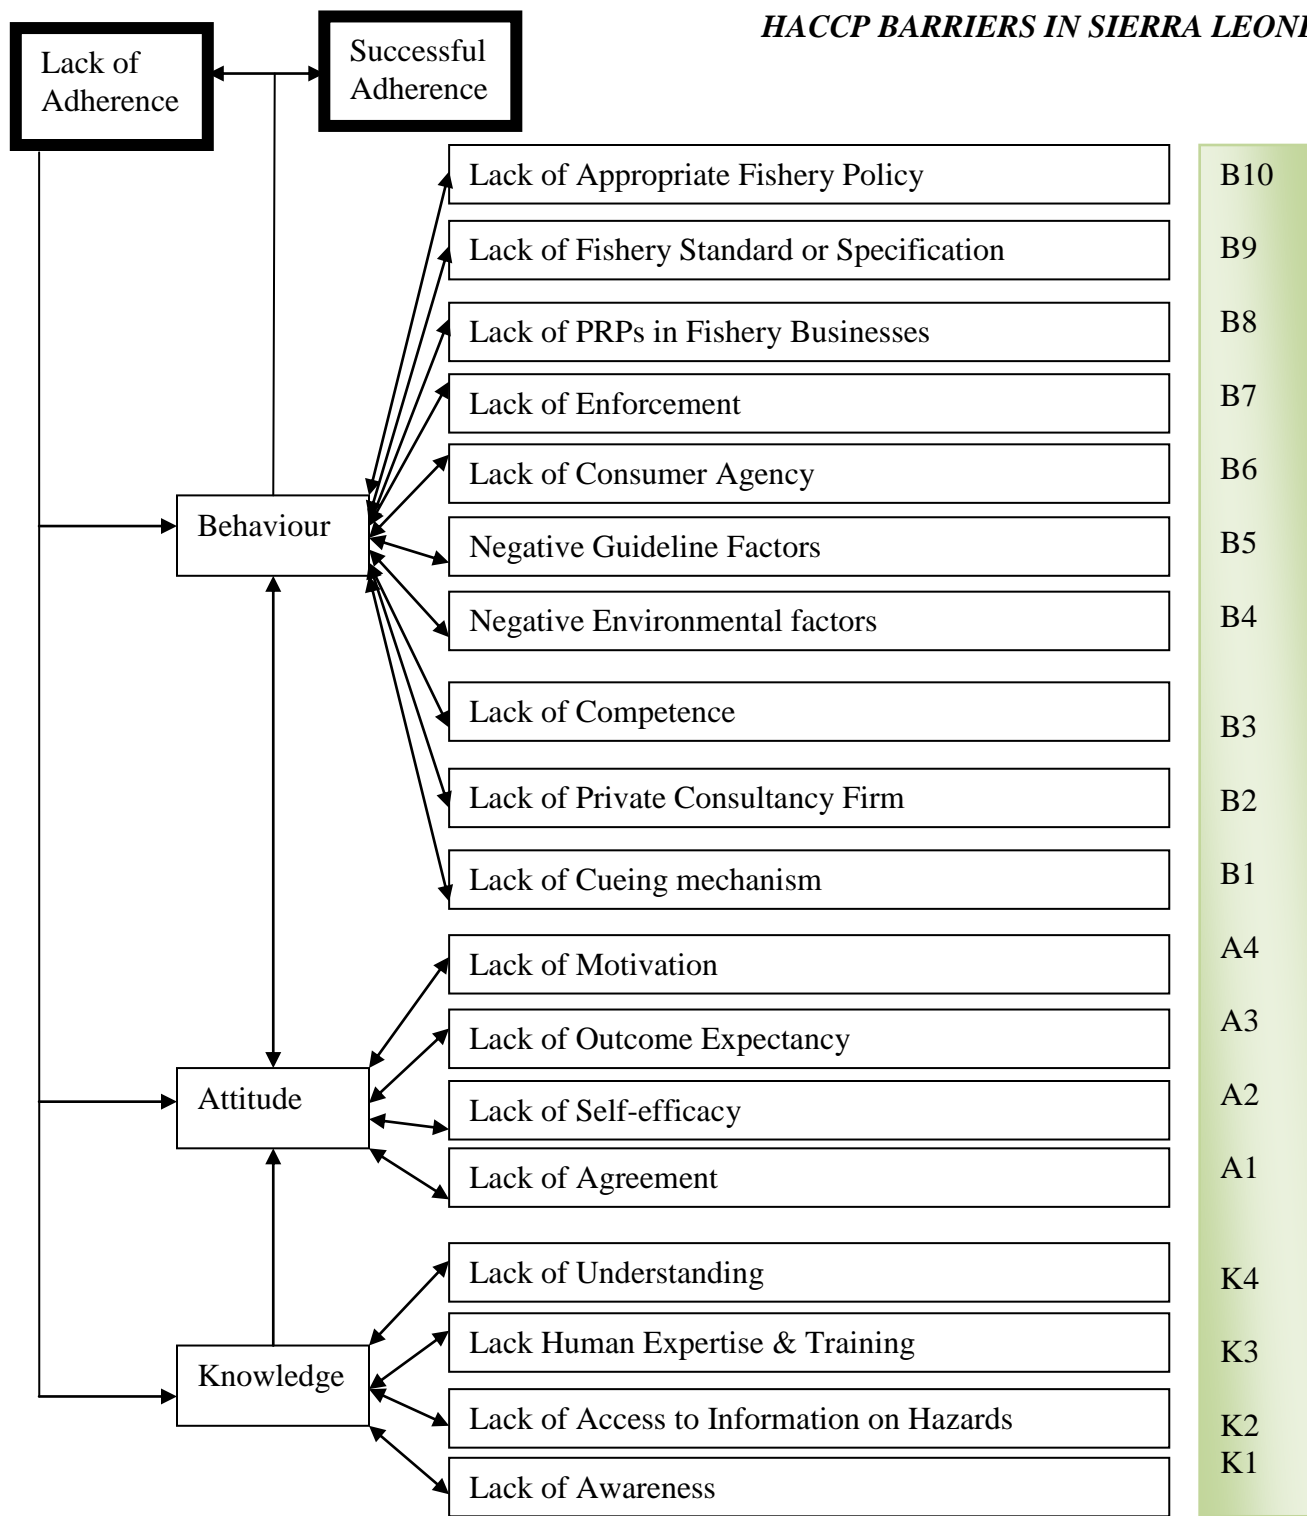 HACCP BARRIERS IN SIERRA
Lack of
Adherence
Successful
Adherence
Lack of Appropriate Fishery Policy
B10
Lack of Fishery Standard or Specification
B9
Lack of PRPs in Fishery Businesses
B8
Lack of Enforcement
B7
Lack of Consumer Agency
B6
Behaviour
Negative Guideline Factors
B5
Negative Environmental factors
B4
Lack of Competence
B3
Lack of Private Consultancy Firm
B2
Lack of Cueing mechanism
B1
Lack of Motivation
A4
Lack of Outcome Expectancy
A3
Attitude
Lack of Self-efficacy
A2
Lack of Agreement
A1
Lack of Understanding
K4
Lack Human Expertise & Training
K3
Knowledge
Lack of Access to Information on Hazards
K2
Lack of Awareness
K1